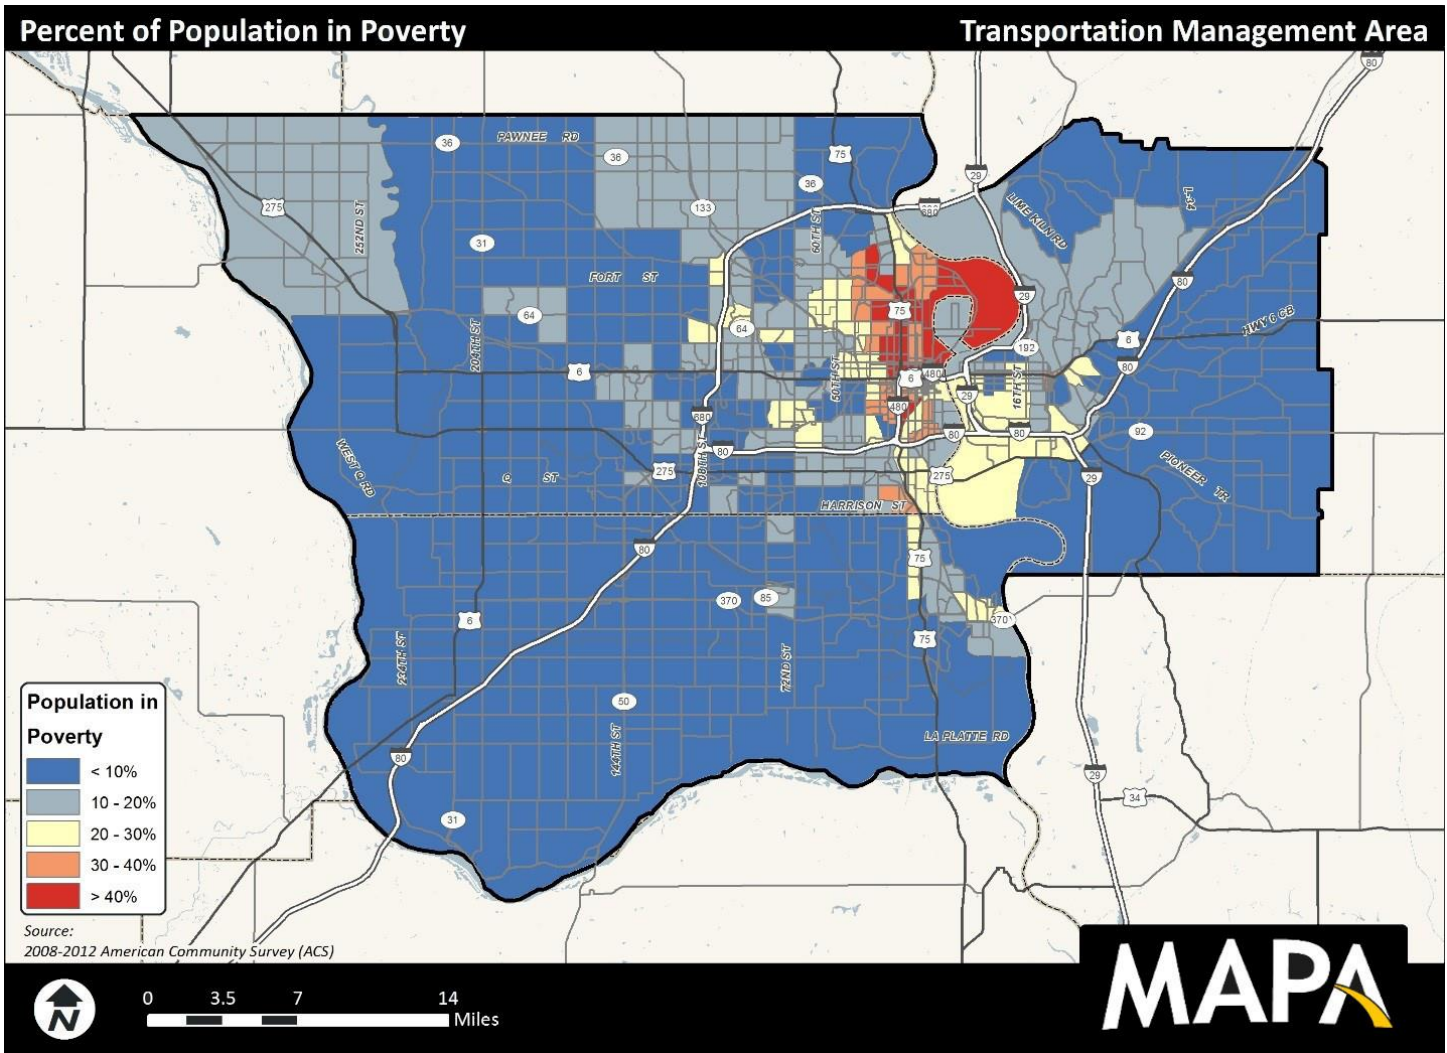 Percent of Population in Poverty
Transportation Management Area
80
29
PAWNEE RD
36
36
75
36
275
252ND ST
133
60TH ST
680
LIME KILN RD
L-34
31
FORT ST
80
29
64
64
75
HWY 6 CB
204TH ST
6
192
6
6
480
80
50TH ST
16TH ST
29
480
680
108TH ST
80
80
80
92
WEST Q RD
Q ST
275
275
29
PIONEER TR
HARRISON ST
80
75
370
85
370
6
234TH ST
75
72ND ST
50
144TH ST
LA PLATTE RD
80
29
34
31
Population in
Poverty
< 10%
10 - 20%
20 - 30%
30 - 40%
> 40%
Source:
2008-2012 American Community Survey (ACS)
N
0 3.5 7 14
Miles
MAPA